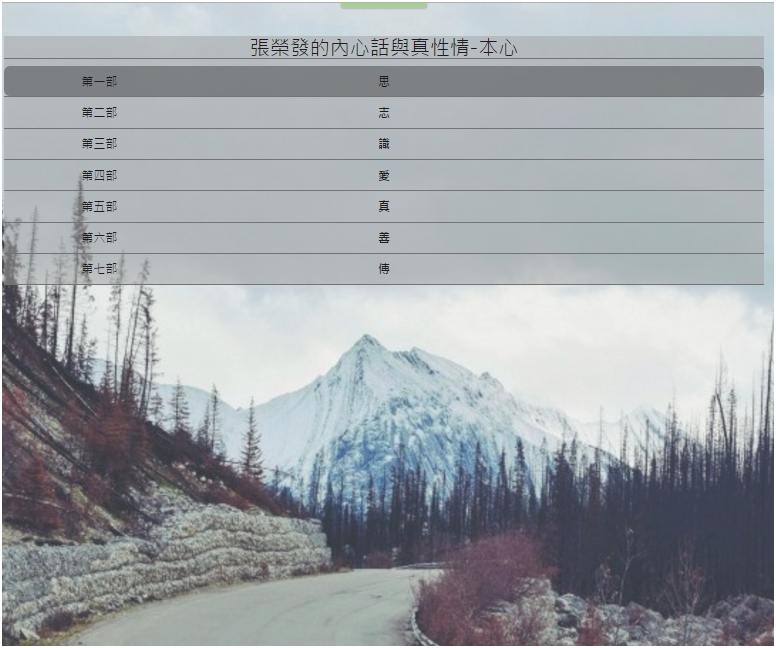 張榮發的內心話與真性情-本心
第一部 思
第二部 志
第三部 識
第四部 愛
第五部 真
第六部 善
第七部 傳